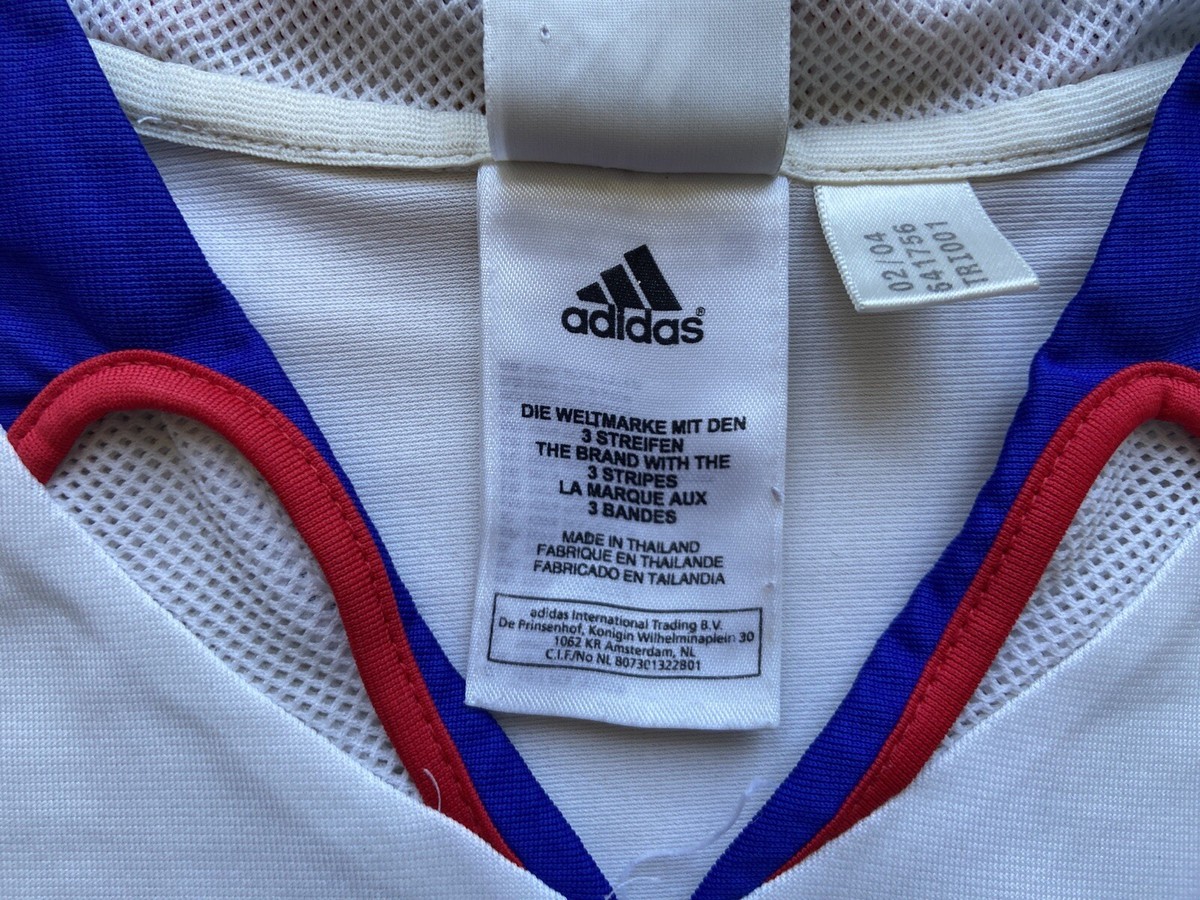 adidas®
DIE WELTMARKE MIT DEN
3 STREIFEN
THE BRAND WITH THE
3 STRIPES
LA MARQUE AUX
3 BANDES
MADE IN THAILAND
FABRIQUE EN THAILANDE
FABRICADO EN TAILANDIA
adidas International Trading B.V.
De Prinsenhof, Konigin Wilhelminaplein 30
1062 KR Amsterdam, NL
C.I.F./No NL 807301322801
02/04
641756
TR1001